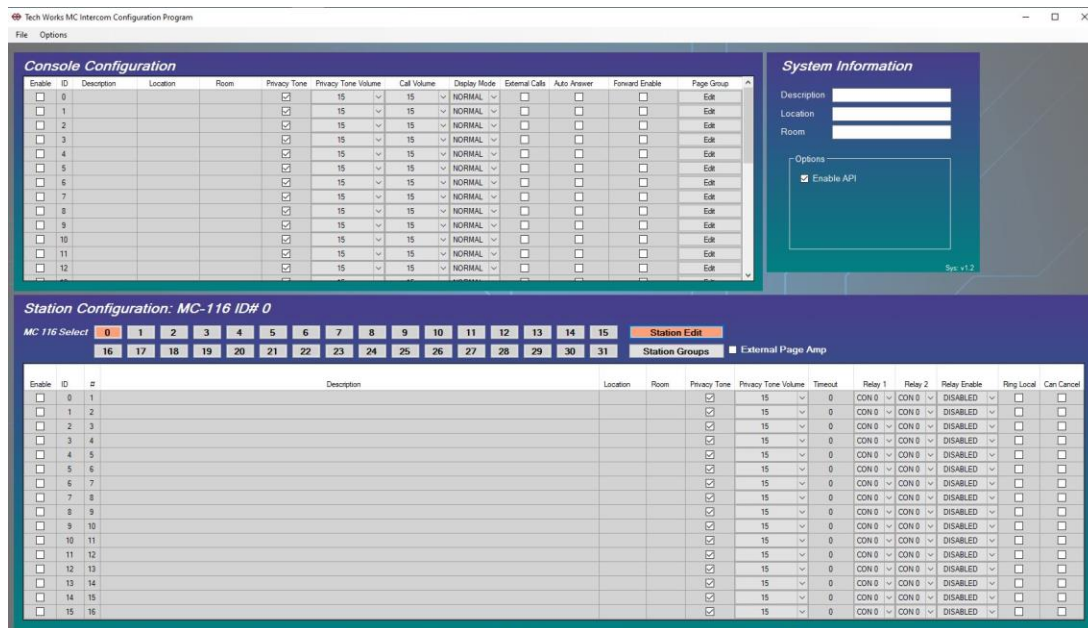 Tech Works MC Intercom Configuration Program
File Options
Console Configuration
Enable ID Description Location Room Privacy Tone Privacy Tone Volume Call Volume Display Mode External Calls Auto Answer Forward Enable Page Group
0 15 15 NORMAL Edit
1 15 15 NORMAL Edit
2 15 15 NORMAL Edit
3 15 15 NORMAL Edit
4 15 15 NORMAL Edit
5 15 15 NORMAL Edit
6 15 15 NORMAL Edit
7 15 15 NORMAL Edit
8 15 15 NORMAL Edit
9 15 15 NORMAL Edit
10 15 15 NORMAL Edit
11 15 15 NORMAL Edit
12 15 15 NORMAL Edit
System Information
Description
Location
Room
Options
Enable API
Sys: v1.2
Station Configuration: MC-116 ID# 0
MC 116 Select 0 1 2 3 4 5 6 7 8 9 10 11 12 13 14 15 Station Edit
16 17 18 19 20 21 22 23 24 25 26 27 28 29 30 31 Station Groups External Page Amp
Enable ID # Description Location Room Privacy Tone Privacy Tone Volume Timeout Relay 1 Relay 2 Relay Enable Ring Local Can Cancel
0 1 15 0 CON 0 CON 0 DISABLED
1 2 15 0 CON 0 CON 0 DISABLED
2 3 15 0 CON 0 CON 0 DISABLED
3 4 15 0 CON 0 CON 0 DISABLED
4 5 15 0 CON 0 CON 0 DISABLED
5 6 15 0 CON 0 CON 0 DISABLED
6 7 15 0 CON 0 CON 0 DISABLED
7 8 15 0 CON 0 CON 0 DISABLED
8 9 15 0 CON 0 CON 0 DISABLED
9 10 15 0 CON 0 CON 0 DISABLED
10 11 15 0 CON 0 CON 0 DISABLED
11 12 15 0 CON 0 CON 0 DISABLED
12 13 15 0 CON 0 CON 0 DISABLED
13 14 15 0 CON 0 CON 0 DISABLED
14 15 15 0 CON 0 CON 0 DISABLED
15 16 15 0 CON 0 CON 0 DISABLED